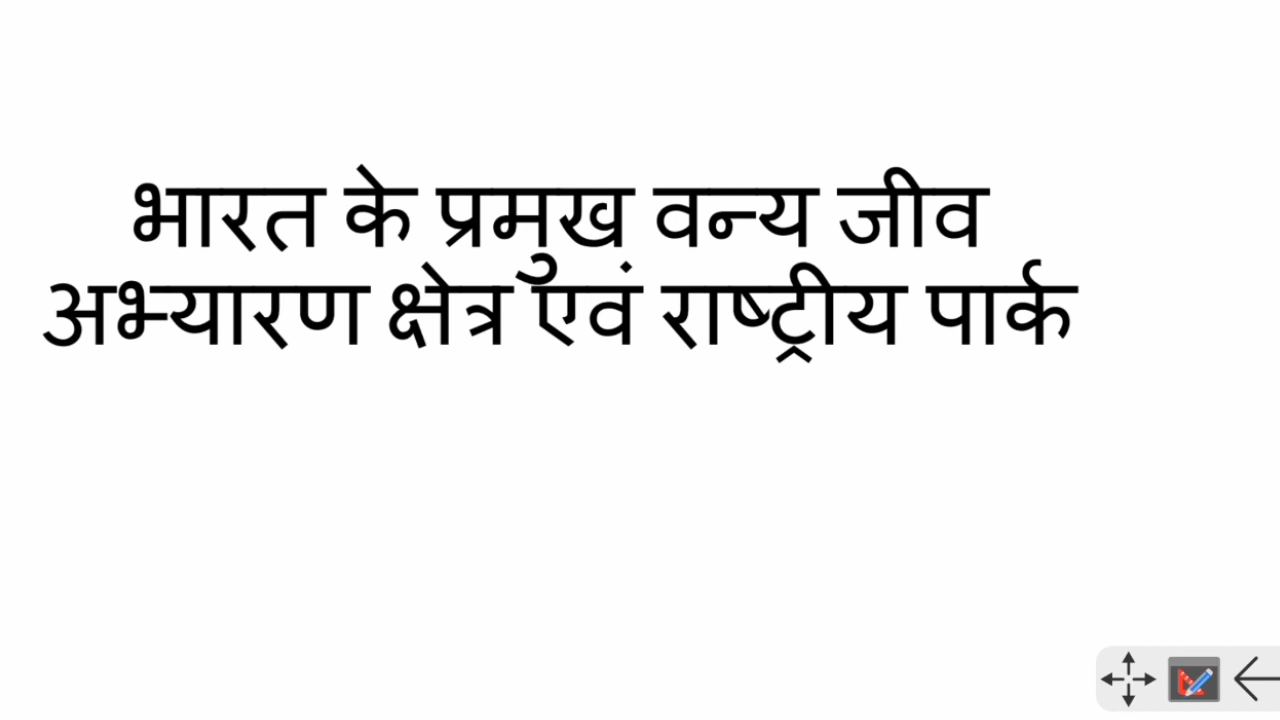 भारत के प्रमुख वन्य जीव
अभ्यारण क्षेत्र एवं राष्ट्रीय पार्क